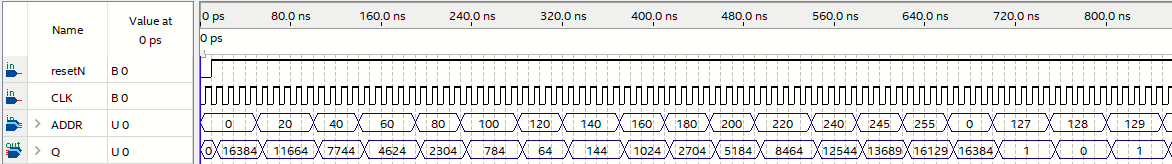 Name
Value at
0 ps
0 ps 80.0 ns 160.0 ns 240.0 ns 320.0 ns 400.0 ns 480.0 ns 560.0 ns 640.0 ns 720.0 ns 800.0 ns
0 ps
in resetN B 0
in CLK B 0
in > ADDR U 0 0 20 40 60 80 100 120 140 160 180 200 220 240 245 255 0 127 128 129
out > Q U 0 0 16384 11664 7744 4624 2304 784 64 144 1024 2704 5184 8464 12544 13689 16129 16384 1 0 1